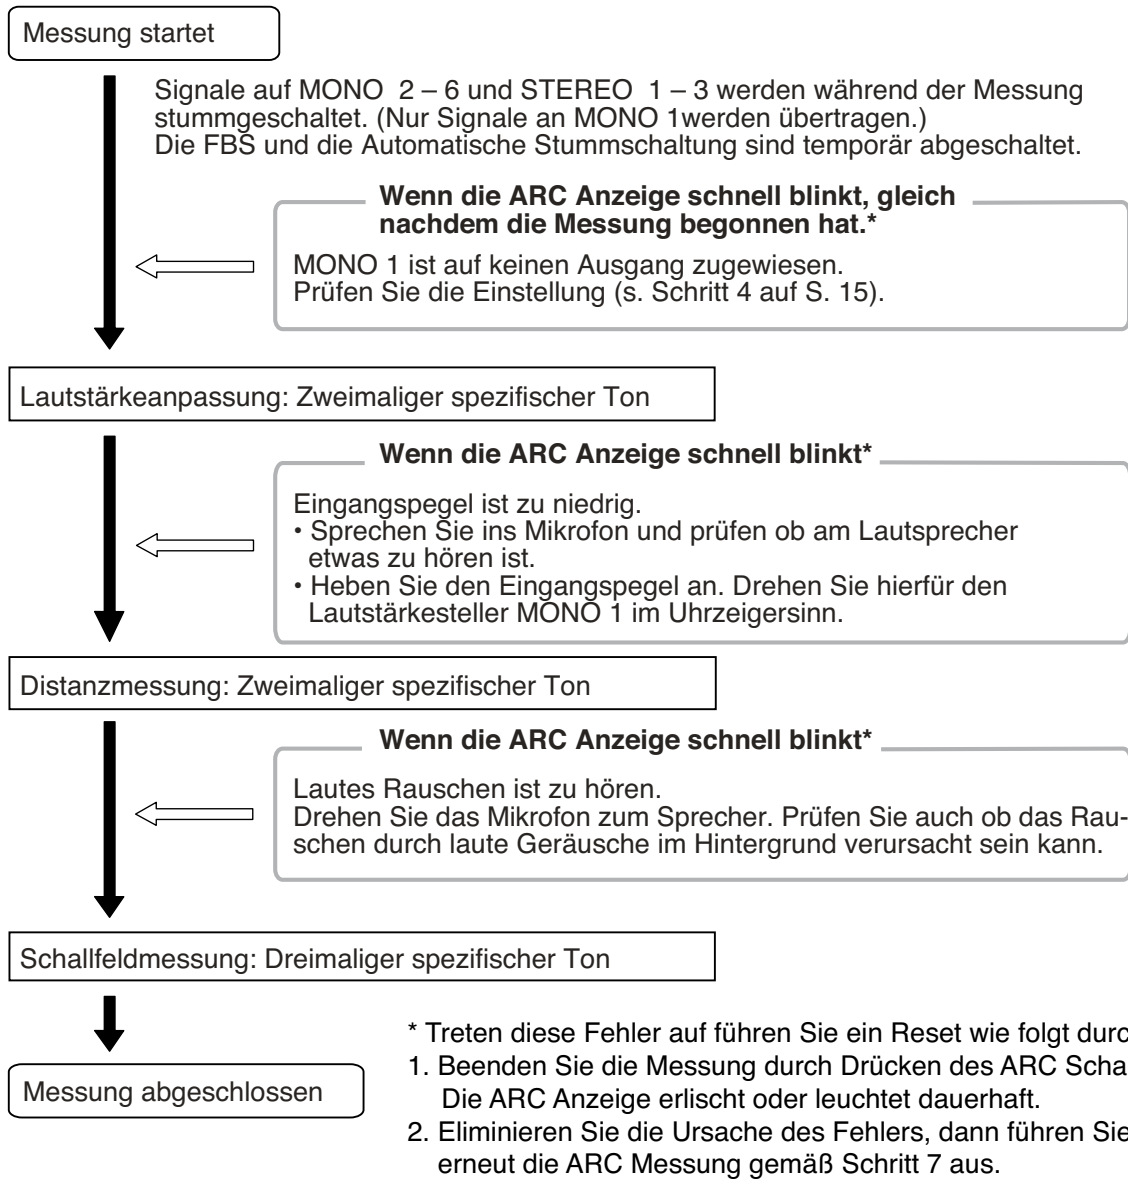 Messung startet
Signale auf MONO 2 – 6 und STEREO 1 – 3 werden während der Messung
stummgeschaltet. (Nur Signale an MONO 1werden übertragen.)
Die FBS und die Automatische Stummschaltung sind temporär abgeschaltet.
Wenn die ARC Anzeige schnell blinkt, gleich
nachdem die Messung begonnen hat.*
MONO 1 ist auf keinen Ausgang zugewiesen.
Prüfen Sie die Einstellung (s. Schritt 4 auf S. 15).
Lautstärkeanpassung: Zweimaliger spezifischer Ton
Wenn die ARC Anzeige schnell blinkt*
Eingangspegel ist zu niedrig.
• Sprechen Sie ins Mikrofon und prüfen ob am Lautsprecher
etwas zu hören ist.
• Heben Sie den Eingangspegel an. Drehen Sie hierfür den
Lautstärkesteller MONO 1 im Uhrzeigersinn.
Distanzmessung: Zweimaliger spezifischer Ton
Wenn die ARC Anzeige schnell blinkt*
Lautes Rauschen ist zu hören.
Drehen Sie das Mikrofon zum Sprecher. Prüfen Sie auch ob das Rau-
schen durch laute Geräusche im Hintergrund verursacht sein kann.
Schallfeldmessung: Dreimaliger spezifischer Ton
* Treten diese Fehler auf führen Sie ein Reset wie folgt
1. Beenden Sie die Messung durch Drücken des ARC
Die ARC Anzeige erlischt oder leuchtet dauerhaft.
2. Eliminieren Sie die Ursache des Fehlers, dann führen Sie
erneut die ARC Messung gemäß Schritt 7 aus.
Messung abgeschlossen